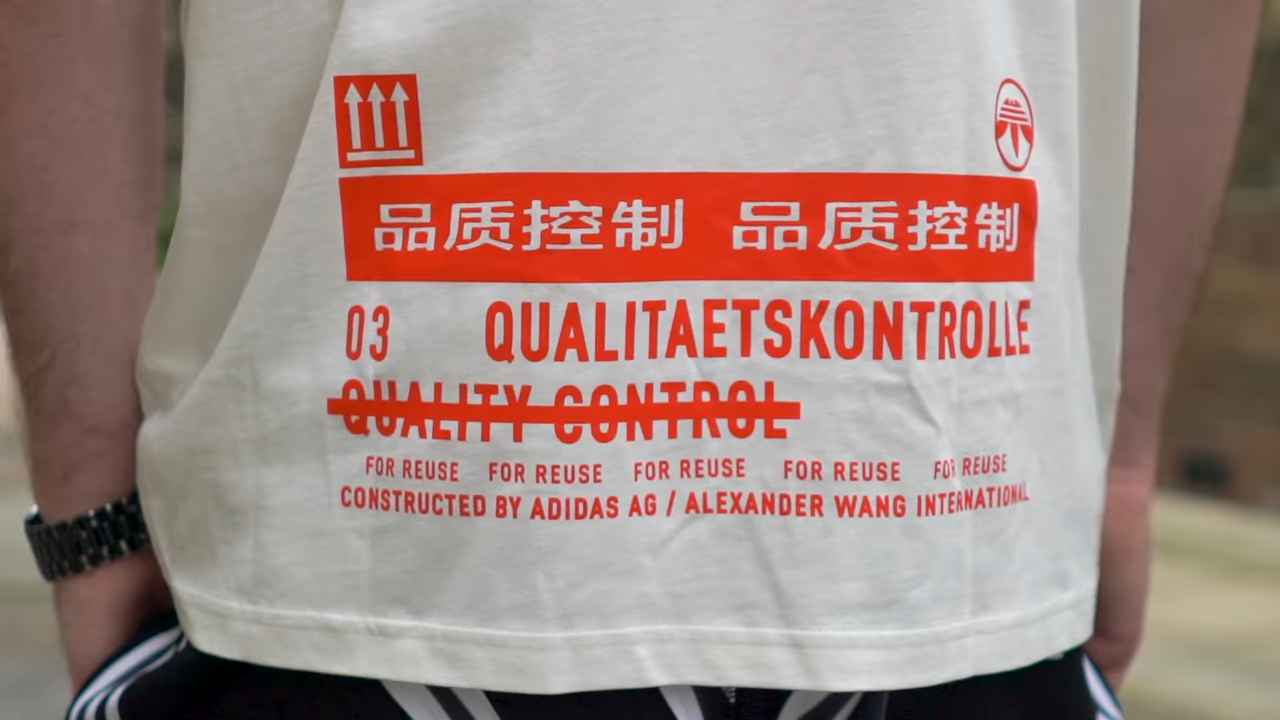 品质控制 品质控制
03 QUALITAETSKONTROLLE
QUALITY CONTROL
FOR REUSE FOR REUSE FOR REUSE FOR REUSE FOR REUSE
CONSTRUCTED BY ADIDAS AG / ALEXANDER WANG INTERNATIONAL